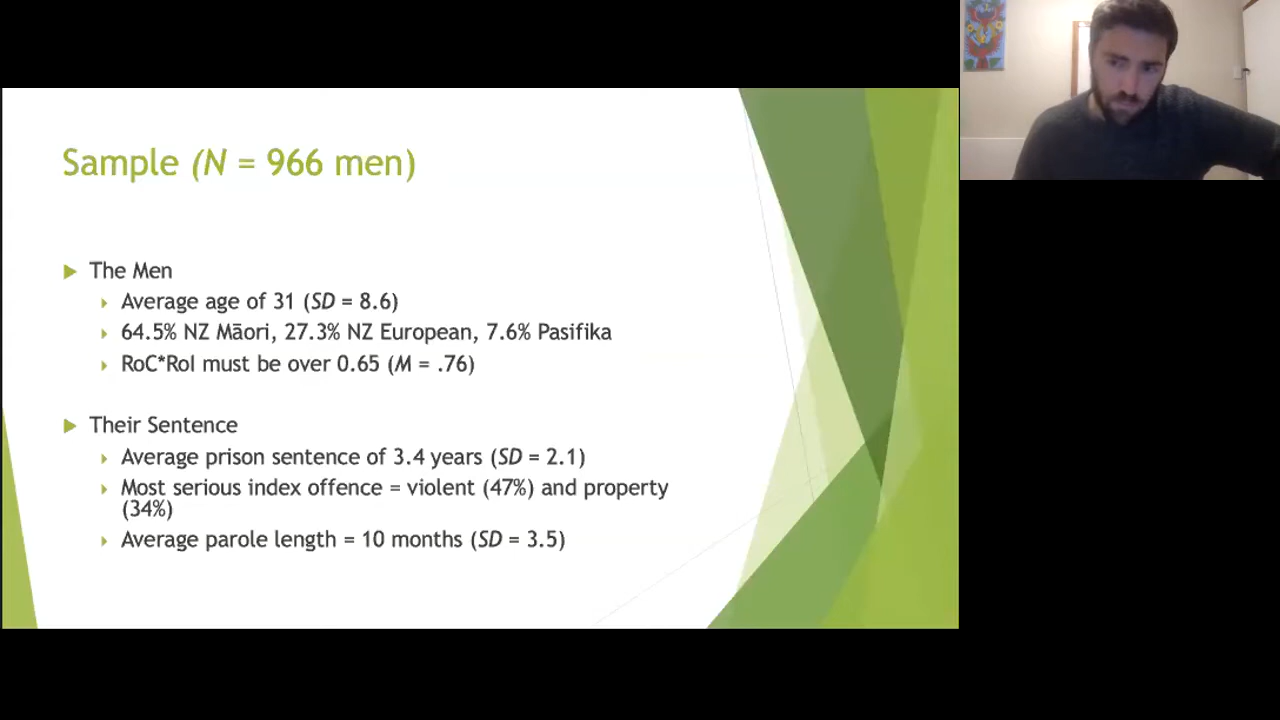 Sample (N = 966 men)
The Men
Average age of 31 (SD = 8.6)
64.5% NZ Māori, 27.3% NZ European, 7.6% Pasifika
RoC*RoI must be over 0.65 (M = .76)
Their Sentence
Average prison sentence of 3.4 years (SD = 2.1)
Most serious index offence = violent (47%) and property
(34%)
Average parole length = 10 months (SD = 3.5)